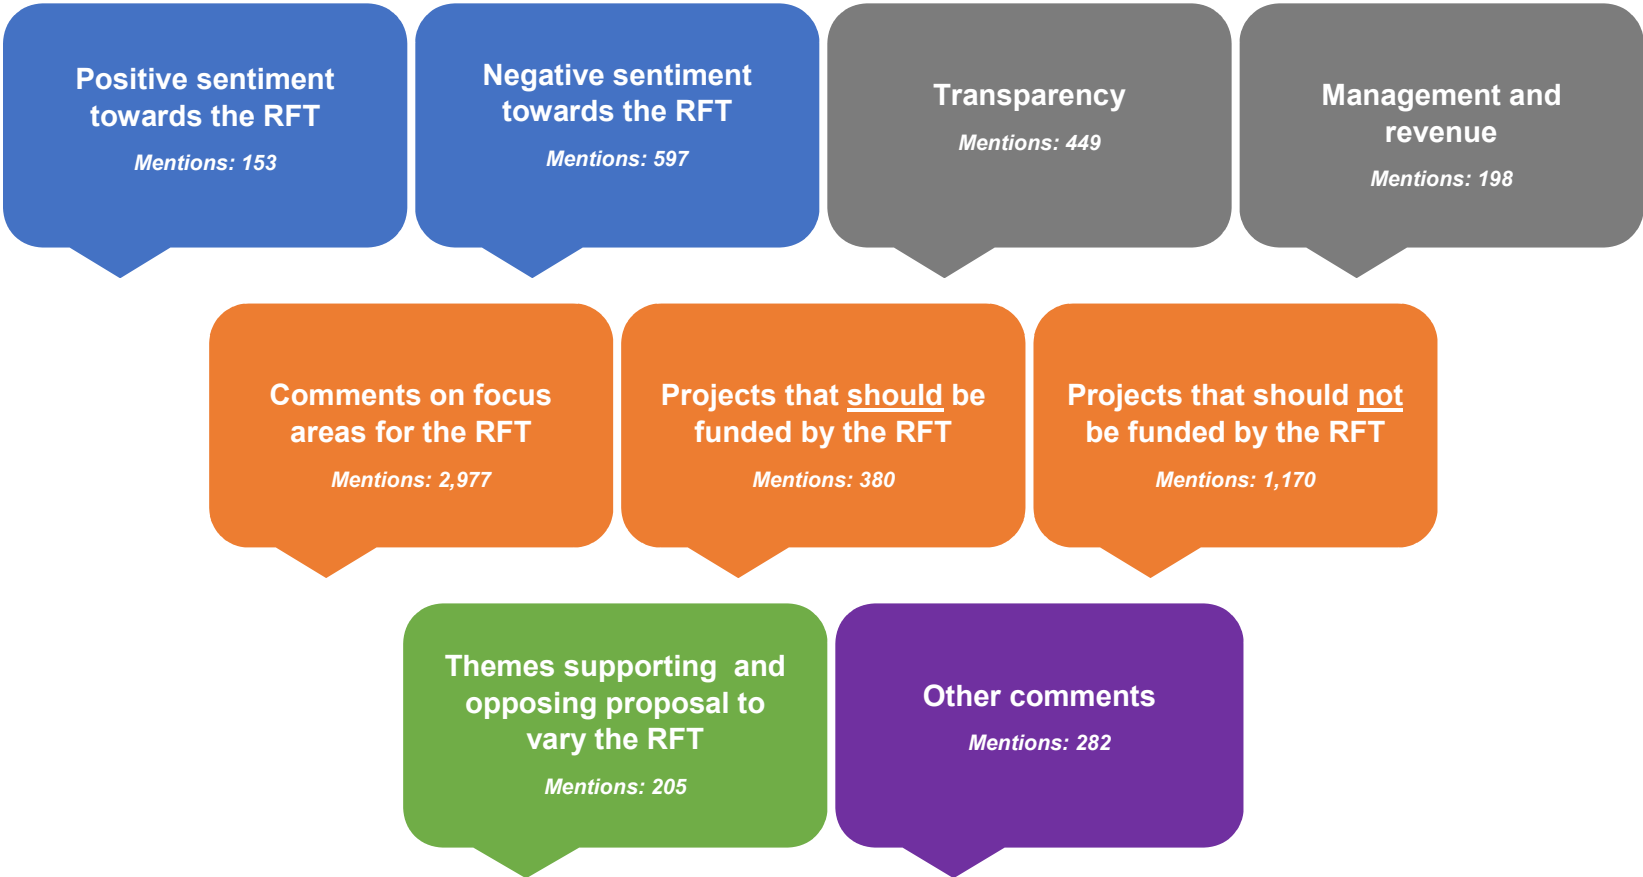 Positive sentiment
towards the RFT
Mentions: 153
Negative sentiment
towards the RFT
Mentions: 597
Transparency
Mentions: 449
Management and
revenue
Mentions: 198
Comments on focus
areas for the RFT
Mentions: 2,977
Projects that should be
funded by the RFT
Mentions: 380
Projects that should not
be funded by the RFT
Mentions: 1,170
Themes supporting  and
opposing proposal to
vary the RFT
Mentions: 205
Other comments
Mentions: 282